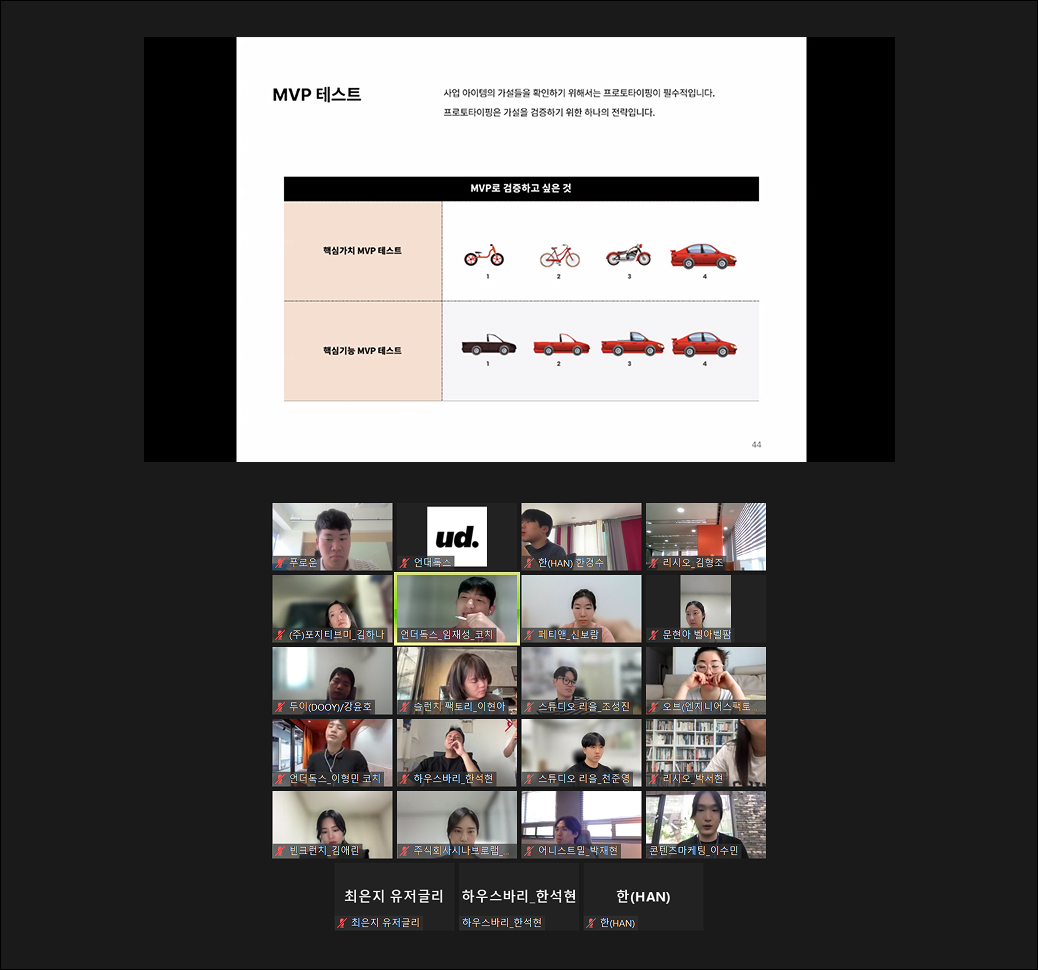 MVP 테스트
사업 아이템의 가설들을 확인하기 위해서는 프로토타이핑이 필수적입니다.
프로토타이핑은 가설을 검증하기 위한 하나의 전략입니다.
MVP로 검증하고 싶은 것
핵심가치 MVP 테스트
1 2 3 4
핵심기능 MVP 테스트
1 2 3 4
44
ud.
푸로운 언더독스 한(HAN) 한경수 리시오_김형조
(주)포지티브미_김하나 언더독스_임재성_코치 페티앤_신보람 문현아 벨아벨팜
두이(DOOY)/강윤호 슬런치 팩토리_이현아 스튜디오 리을_조성진 오브(엔지니어스팩토
언더독스_이형민 코치 하우스바리_한석현 스튜디오 리을_천준영 리시오_박서현
빈크런치_김애린 주식회사시나브로랩_... 어니스트밀_박재현 콘텐츠마케팅_이수민
최은지 유저글리 하우스바리_한석현 한(HAN)
최은지 유저글리 하우스바리_한석현 한(HAN)